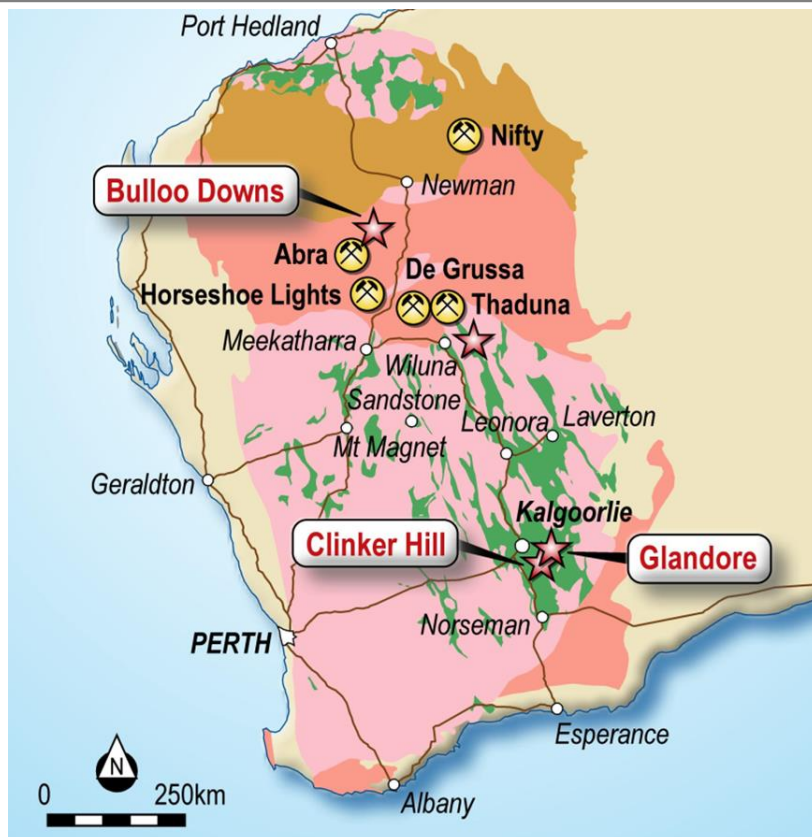 Port Hedland
Nifty
Newman
Bulloo Downs
Abra
De Grussa
Horseshoe Lights
Thaduna
Meekatharra
Wiluna
Sandstone
Leonora
Laverton
Mt Magnet
Geraldton
Kalgoorlie
Clinker Hill
Glandore
Norseman
PERTH
Esperance
N
0 250km
Albany